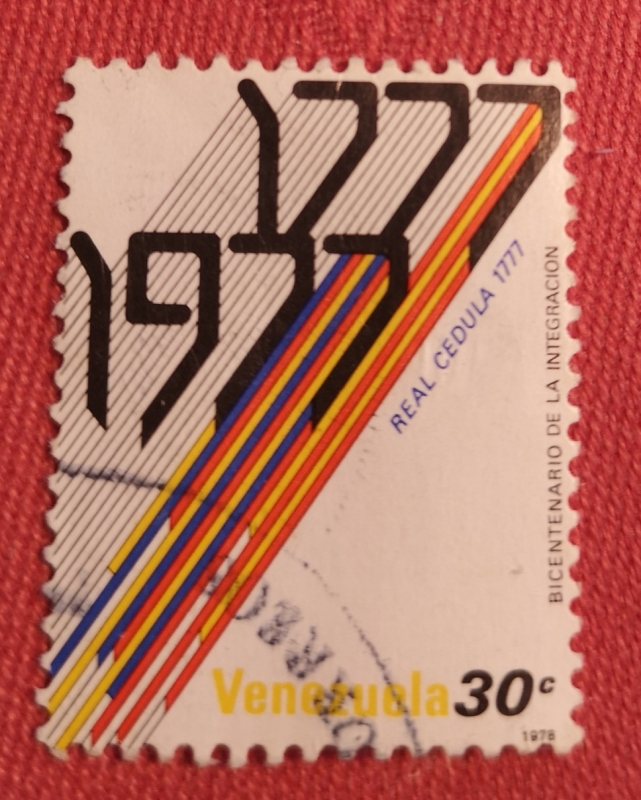 1777
1977
REAL CEDULA 1777
BICENTENARIO DE LA INTEGRACION
Venezuela 30c
1978